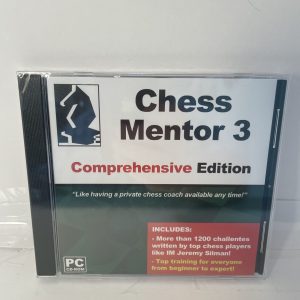 Chess
Mentor 3
Comprehensive Edition
"Like having a private chess coach available any time!"
INCLUDES:
- More than 1200 challentes
written by top chess players
like IM Jeremy Silman!
- Top training for everyone
from beginner to expert!
PC
CD-ROM